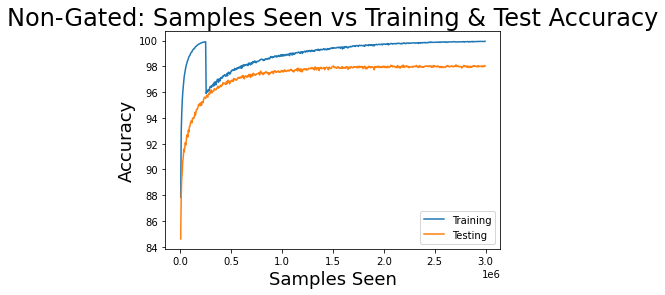 Non-Gated: Samples Seen vs Training & Test Accuracy
100
98
96
94
92
90
88
86
84
Accuracy
Training
Testing
0.0 0.5 1.0 1.5 2.0 2.5 3.0
1e6
Samples Seen